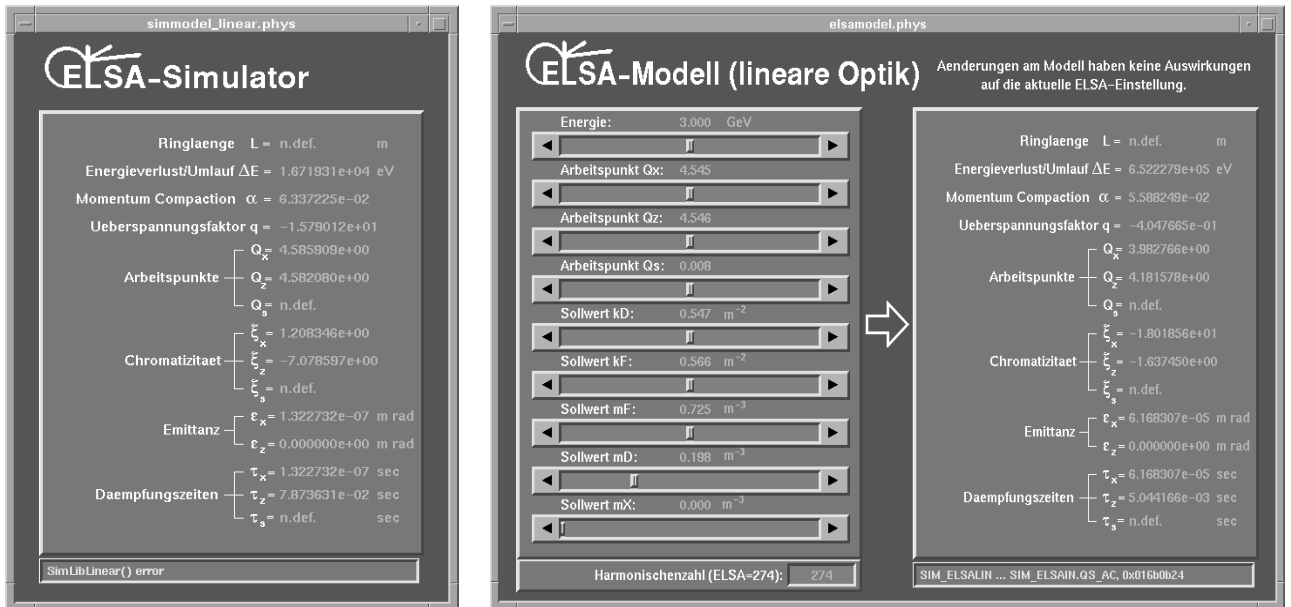 simmodel_linear.phys
ELSA-Simulator
Ringlaenge L = n.def. m
Energieverlust/Umlauf ΔE = 1.671931e+04 eV
Momentum Compaction α = 6.337225e-02
Ueberspannungsfaktor q = -1.579012e+01
Arbeitspunkte
Qx = 4.585909e+00
Qz = 4.582080e+00
Qs = n.def.
Chromatizitaet
ξx = 1.208346e+00
ξz = -7.078597e+00
ξs = n.def.
Emittanz
εx = 1.322732e-07 m rad
εz = 0.000000e+00 m rad
Daempfungszeiten
τx = 1.322732e-07 sec
τz = 7.873631e-02 sec
τs = n.def. sec
SimLibLinear() error
elsamodel.phys
ELSA-Modell (lineare Optik)
Aenderungen am Modell haben keine Auswirkungen
auf die aktuelle ELSA-Einstellung.
Energie: 3.000 GeV
Arbeitspunkt Qx: 4.545
Arbeitspunkt Qz: 4.546
Arbeitspunkt Qs: 0.008
Sollwert kD: 0.547 m⁻²
Sollwert kF: 0.566 m⁻²
Sollwert mF: 0.725 m⁻³
Sollwert mD: 0.198 m⁻³
Sollwert mX: 0.000 m⁻³
Harmonischenzahl (ELSA=274): 274
Ringlaenge L = n.def. m
Energieverlust/Umlauf ΔE = 6.522279e+05 eV
Momentum Compaction α = 5.588249e-02
Ueberspannungsfaktor q = -4.047665e-01
Arbeitspunkte
Qx = 3.982766e+00
Qz = 4.181578e+00
Qs = n.def.
Chromatizitaet
ξx = -1.801856e+01
ξz = -1.637450e+00
ξs = n.def.
Emittanz
εx = 6.168307e-05 m rad
εz = 0.000000e+00 m rad
Daempfungszeiten
τx = 6.168307e-05 sec
τz = 5.044166e-03 sec
τs = n.def. sec
SIM_ELSALIN ... SIM_ELSAIN.QS_AC, 0x016b0b24